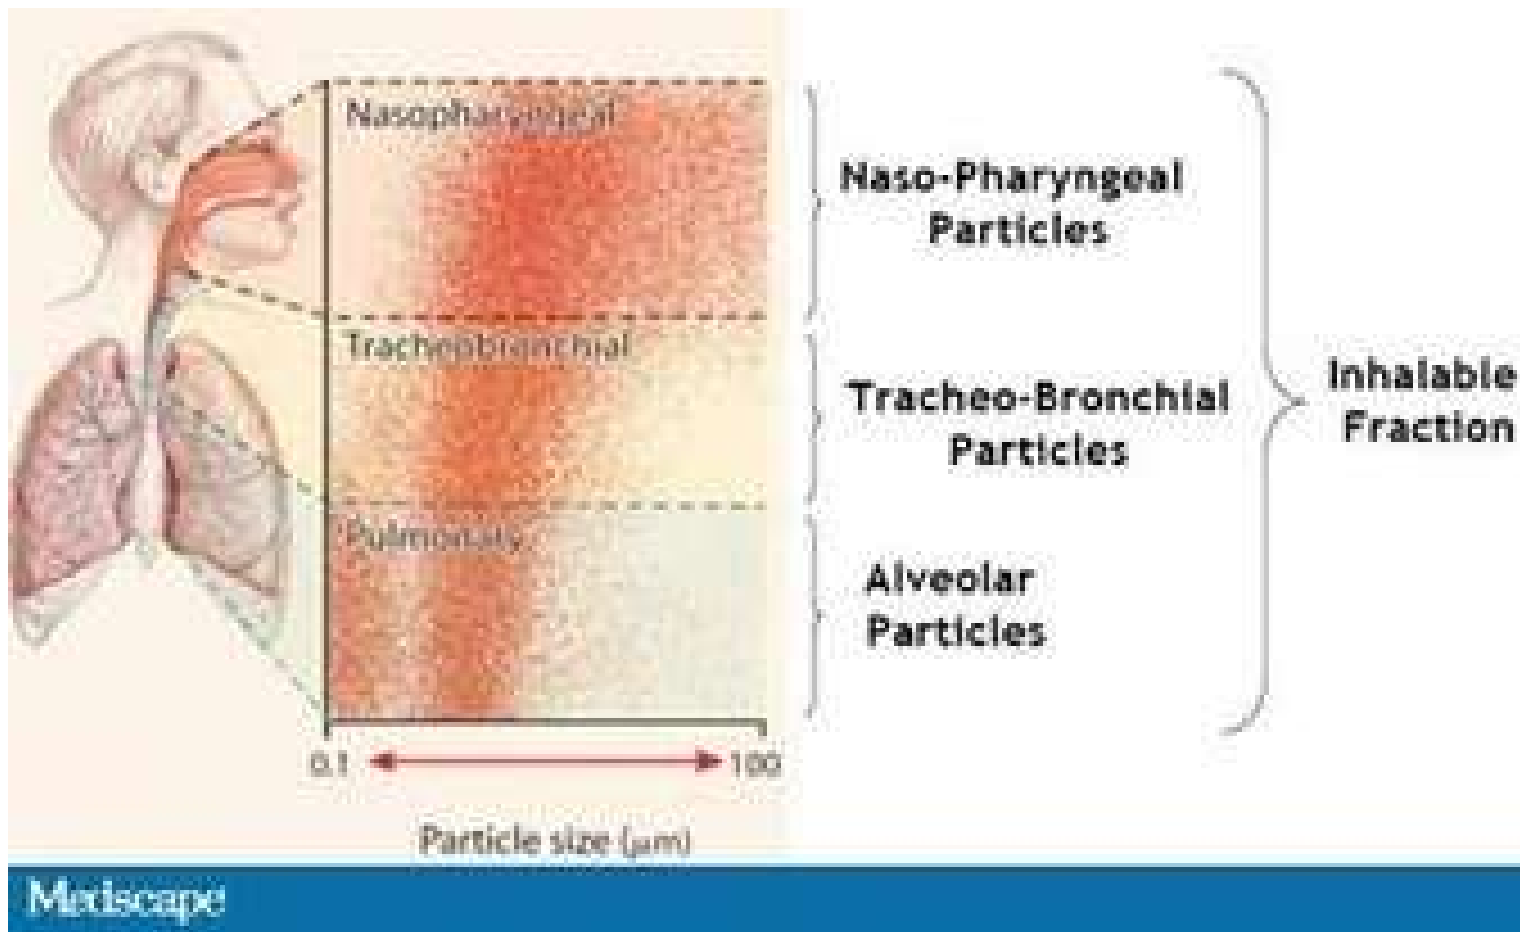 Nasopharyngeal
Naso-Pharyngeal
Particles
Tracheobronchial
Tracheo-Bronchial
Particles
Inhalable
Fraction
Pulmonary
Alveolar
Particles
0.1
100
Particle size (μm)
Medscape